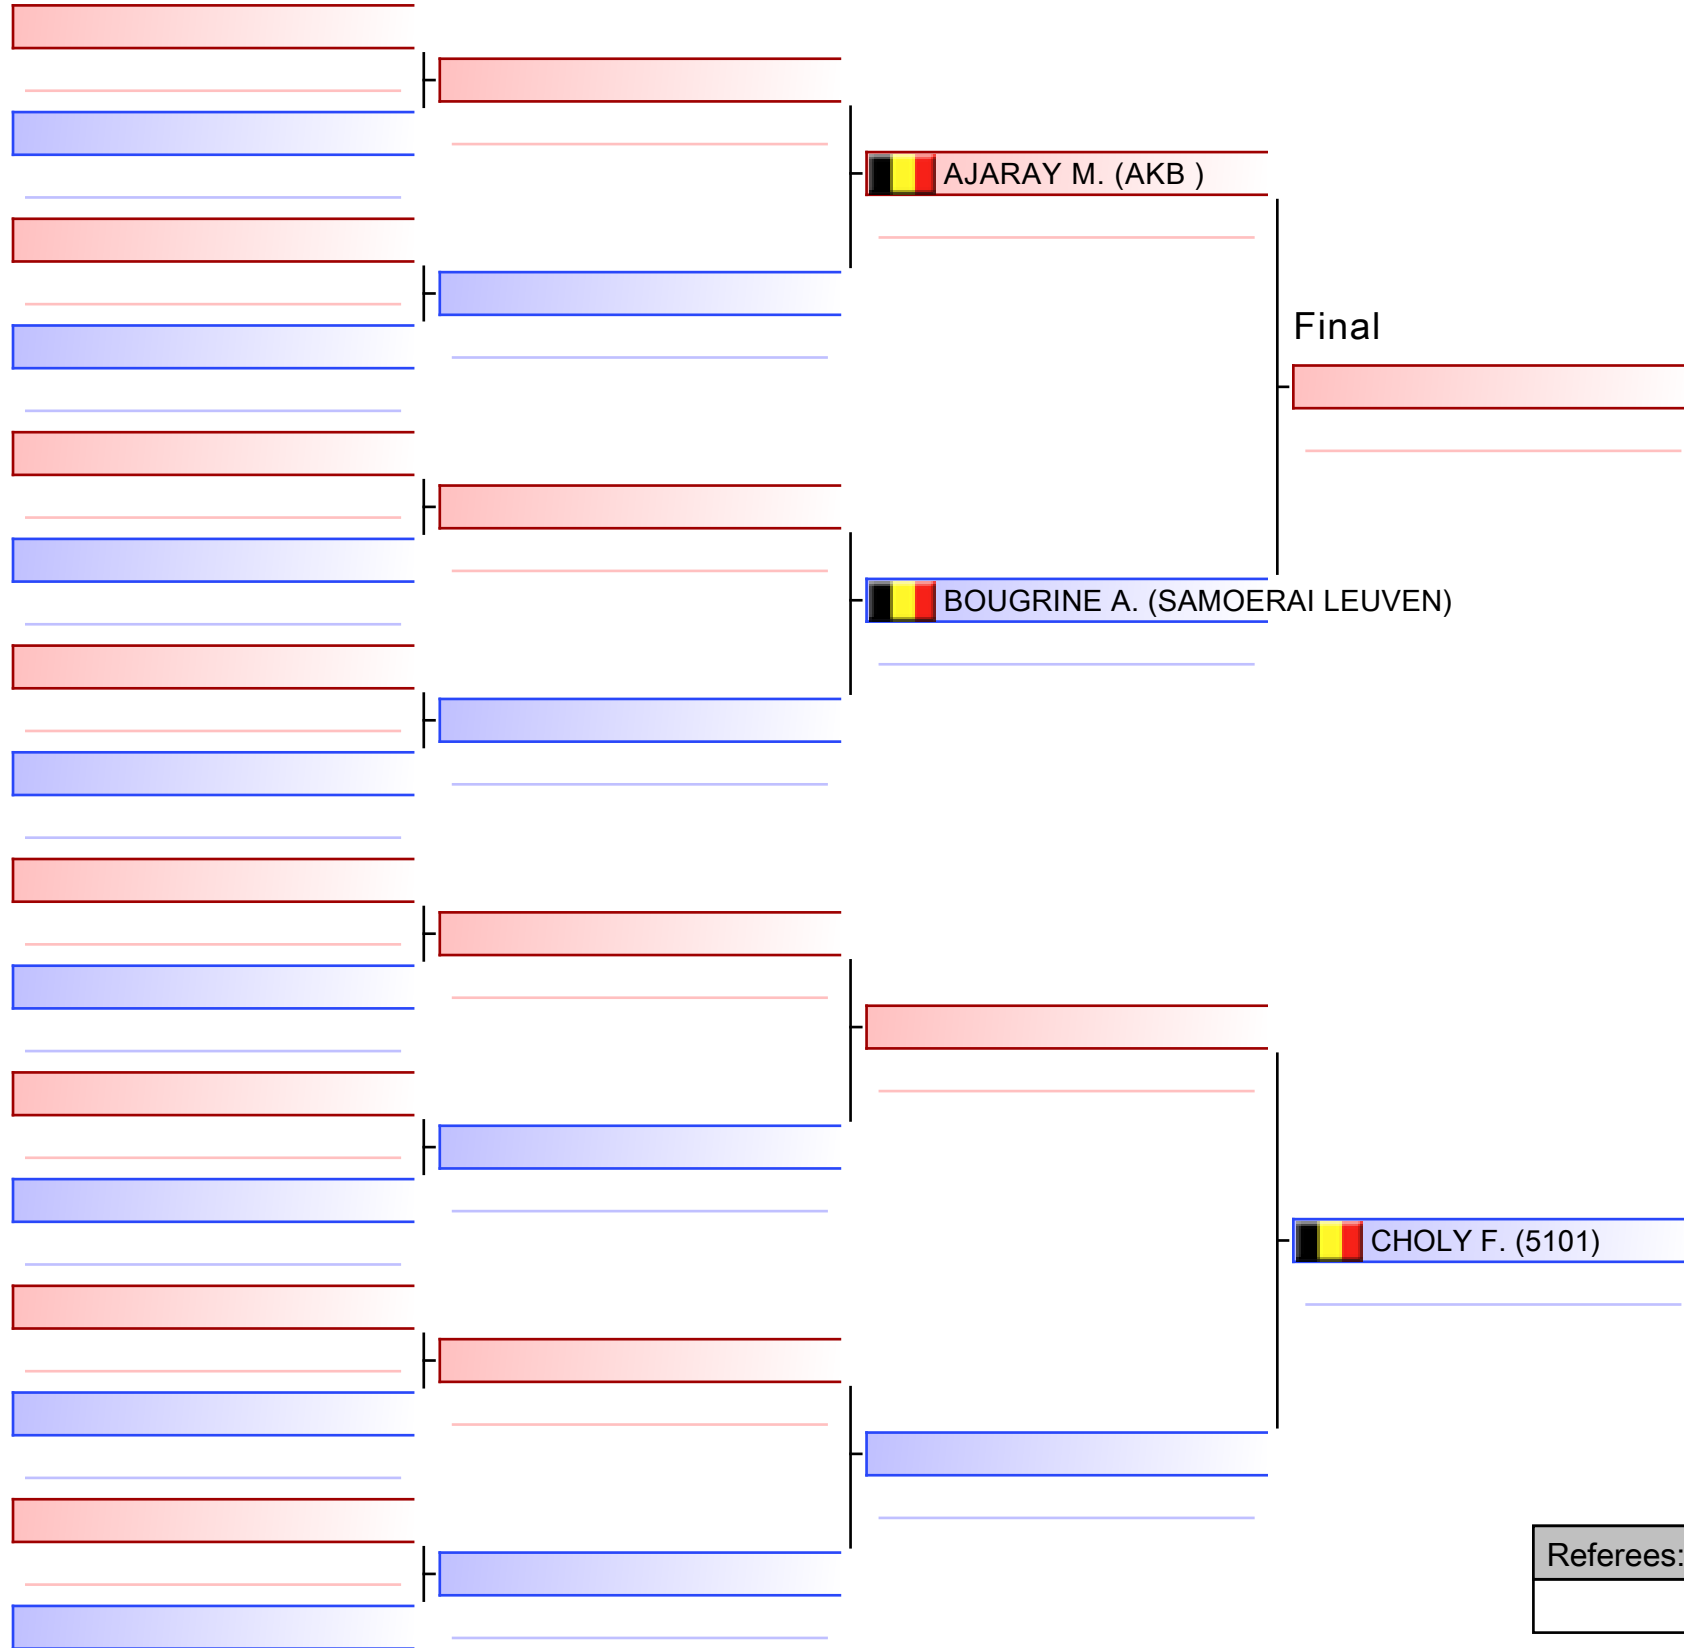 AJARAY M. (AKB )
Final
BOUGRINE A. (SAMOERAI LEUVEN)
CHOLY F. (5101)
Referees: